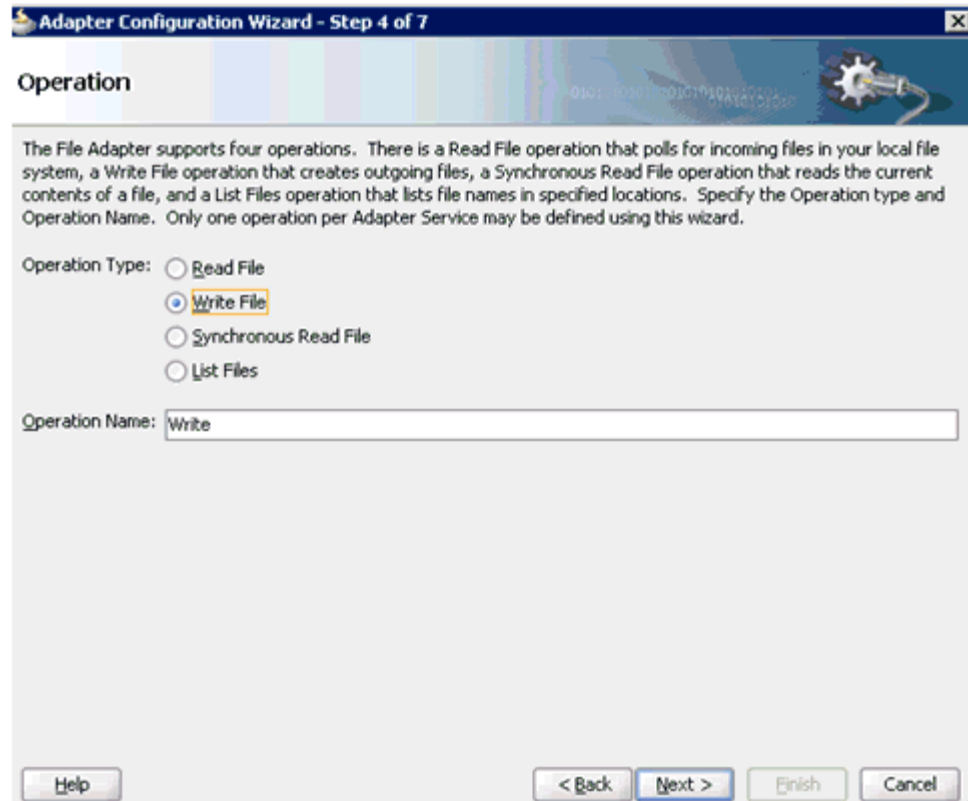 Adapter Configuration Wizard - Step 4 of 7
Operation
The File Adapter supports four operations. There is a Read File operation that polls for incoming files in your local file
system, a Write File operation that creates outgoing files, a Synchronous Read File operation that reads the current
contents of a file, and a List Files operation that lists file names in specified locations. Specify the Operation type and
Operation Name. Only one operation per Adapter Service may be defined using this wizard.
Operation Type: Read File
Write File
Synchronous Read File
List Files
Operation Name: Write
Help < Back Next > Finish Cancel